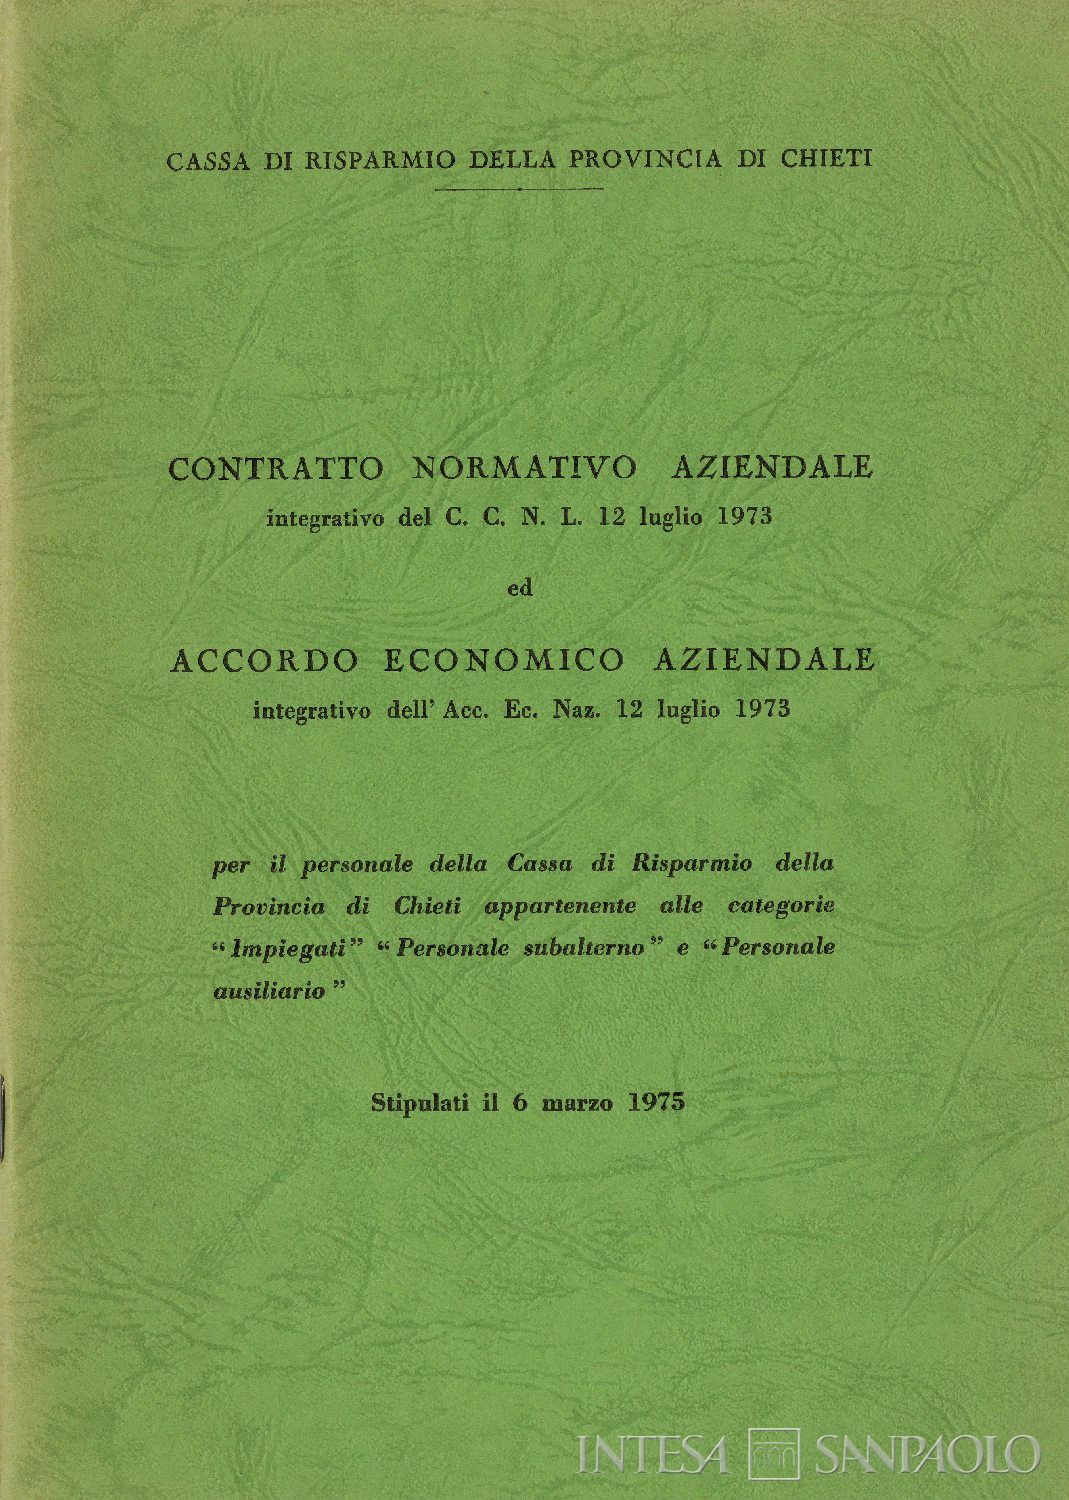 CASSA DI RISPARMIO DELLA PROVINCIA DI CHIETI
CONTRATTO NORMATIVO AZIENDALE
integrativo del C. C. N. L. 12 luglio 1973
ed
ACCORDO ECONOMICO AZIENDALE
integrativo dell' Acc. Ec. Naz. 12 luglio 1973
per il personale della Cassa di Risparmio della
Provincia di Chieti appartenente alle categorie
“Impiegati” “Personale subalterno” e “Personale
ausiliario”
Stipulati il 6 marzo 1975
INTESA SANPAOLO